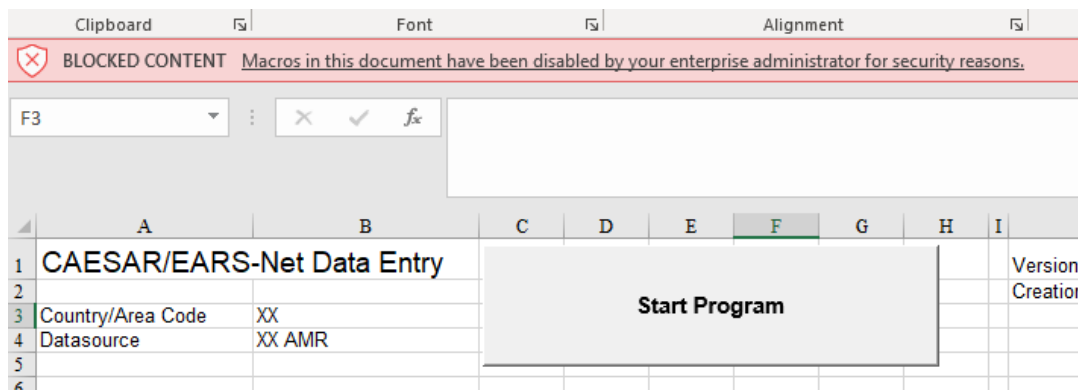 Clipboard Font Alignment
BLOCKED CONTENT Macros in this document have been disabled by your enterprise administrator for security reasons.
F3 fx
A B C D E F G H I
1 CAESAR/EARS-Net Data Entry
Start Program
Version
2 Creation
3 Country/Area Code XX
4 Datasource XX AMR
5
6